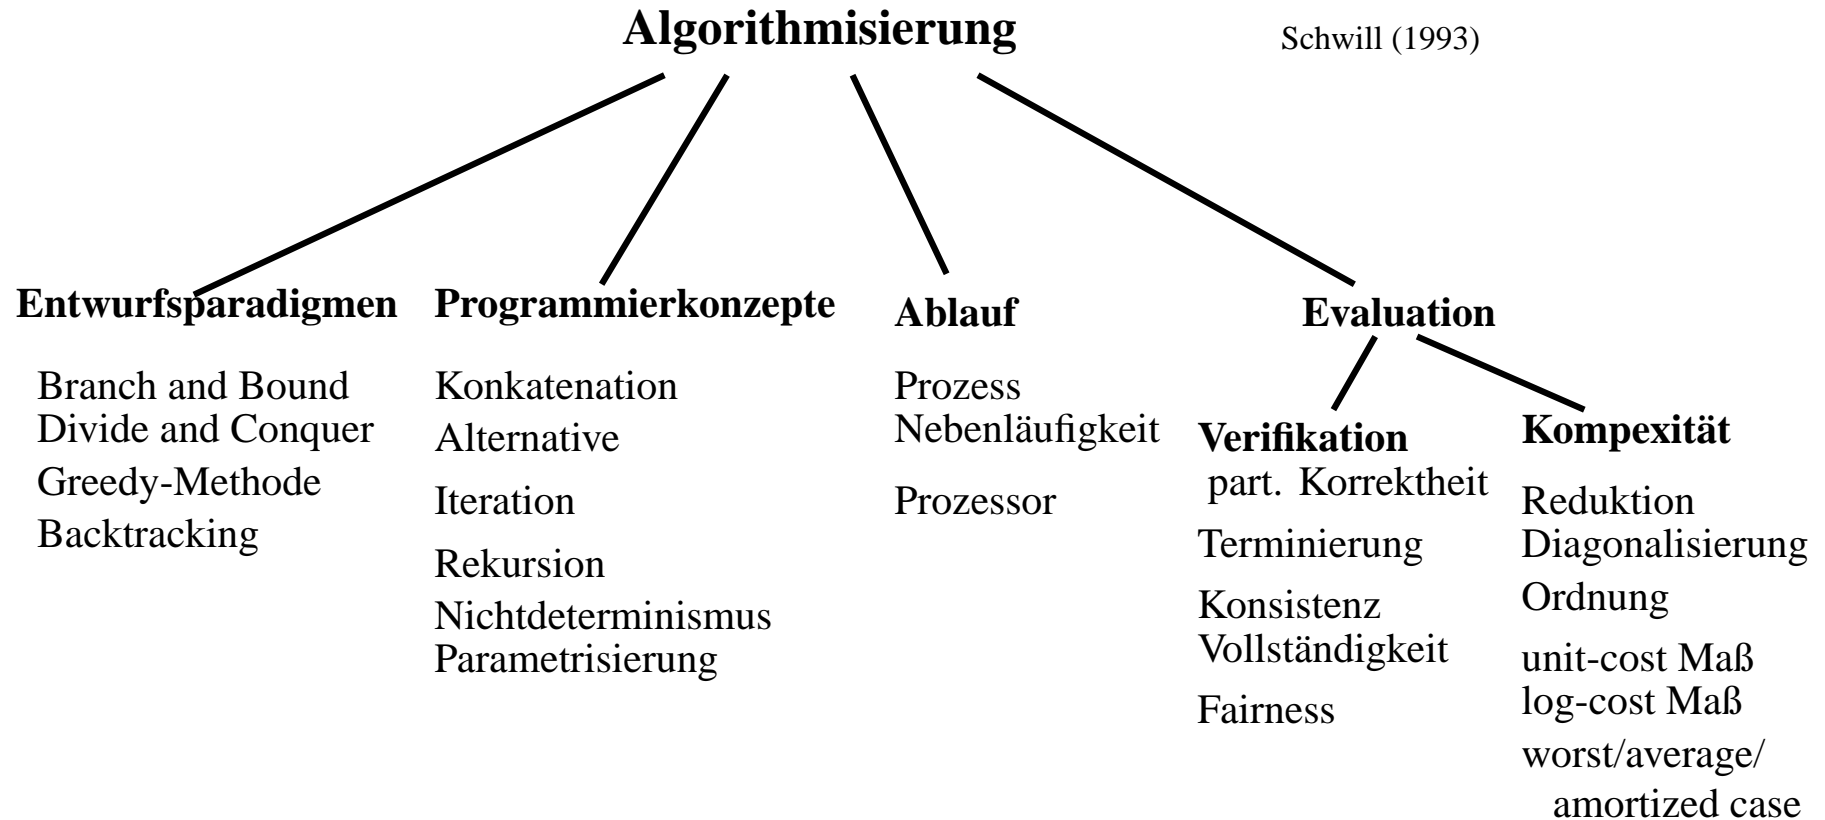 Algorithmisierung
Schwill (1993)
Entwurfsparadigmen
Branch and Bound
Divide and Conquer
Greedy-Methode
Backtracking
Programmierkonzepte
Konkatenation
Alternative
Iteration
Rekursion
Nichtdeterminismus
Parametrisierung
Ablauf
Prozess
Nebenläufigkeit
Prozessor
Evaluation
Verifikation
part. Korrektheit
Terminierung
Konsistenz
Vollständigkeit
Fairness
Kompexität
Reduktion
Diagonalisierung
Ordnung
unit-cost Maß
log-cost Maß
worst/average/
amortized case